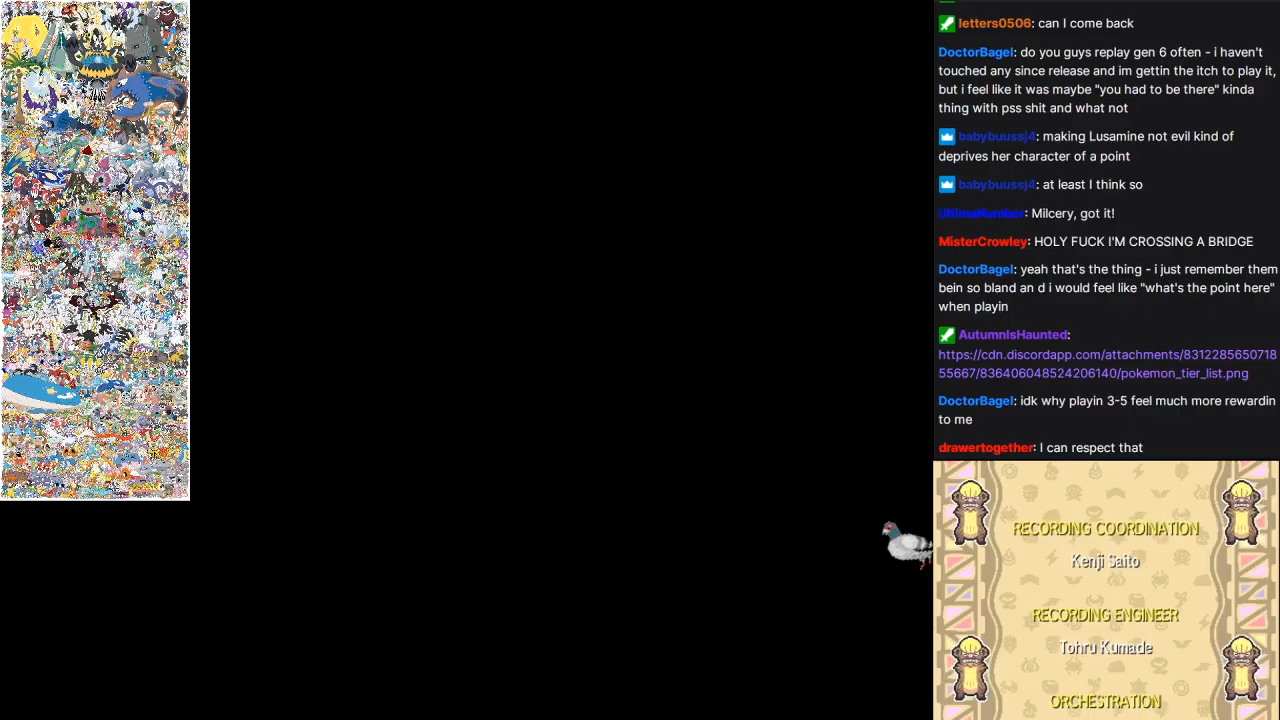 letters0506: can I come back
DoctorBagel: do you guys replay gen 6 often - i haven't
touched any since release and im gettin the itch to play it,
but i feel like it was maybe "you had to be there" kinda
thing with pss shit and what not
babybuussj4: making Lusamine not evil kind of
deprives her character of a point
babybuussj4: at least I think so
UltimaNumber: Milcery, got it!
MisterCrowley: HOLY FUCK I'M CROSSING A BRIDGE
DoctorBagel: yeah that's the thing - i just remember them
bein so bland an d i would feel like "what's the point here"
when playin
AutumnIsHaunted:
https://cdn.discordapp.com/attachments/8312285650718
55667/836406048524206140/pokemon_tier_list.png
DoctorBagel: idk why playin 3-5 feel much more rewardin
to me
drawertogether: I can respect that
RECORDING COORDINATION
Kenji Saito
RECORDING ENGINEER
Tohru Kumade
ORCHESTRATION